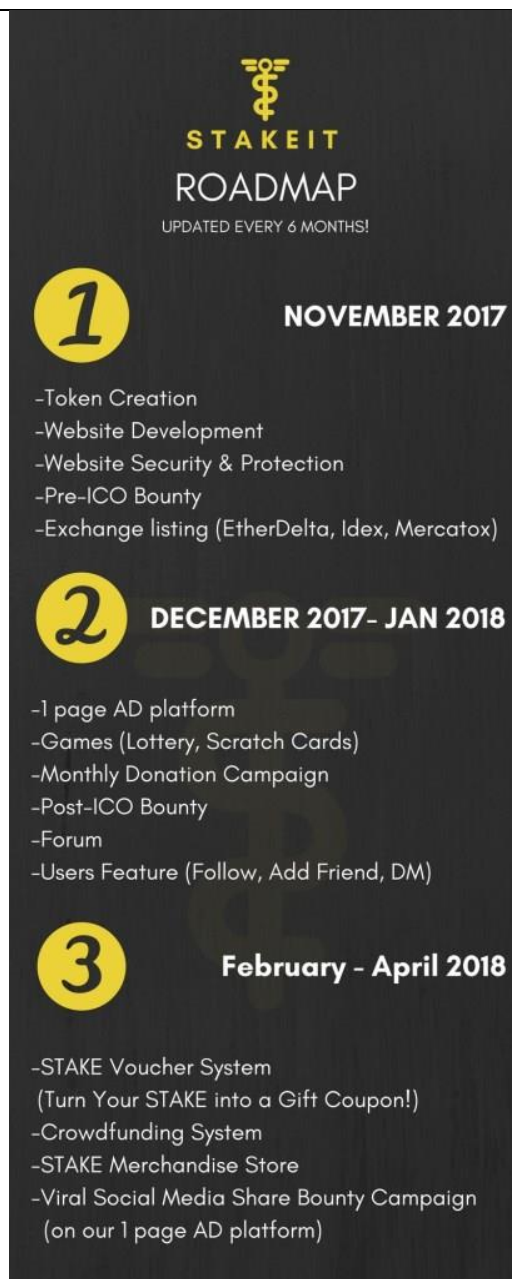 STAKEIT
ROADMAP
UPDATED EVERY 6 MONTHS!
1
NOVEMBER 2017
-Token Creation
-Website Development
-Website Security & Protection
-Pre-ICO Bounty
-Exchange listing (EtherDelta, Idex, Mercatox)
2
DECEMBER 2017- JAN 2018
-1 page AD platform
-Games (Lottery, Scratch Cards)
-Monthly Donation Campaign
-Post-ICO Bounty
-Forum
-Users Feature (Follow, Add Friend, DM)
3
February - April 2018
-STAKE Voucher System
(Turn Your STAKE into a Gift Coupon!)
-Crowdfunding System
-STAKE Merchandise Store
-Viral Social Media Share Bounty Campaign
(on our 1 page AD platform)